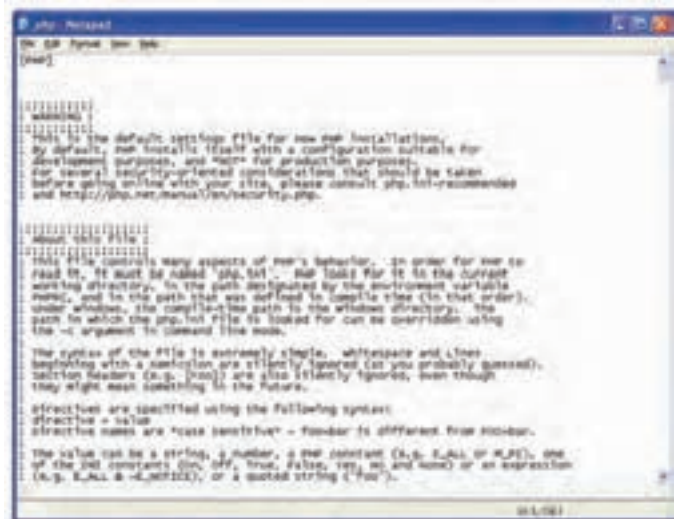 php - Notepad
File Edit Format View Help
[PHP]
;;;;;;;;;;;
; WARNING ;
;;;;;;;;;;;
; This is the default settings file for new PHP installations.
; By default, PHP installs itself with a configuration suitable for
; development purposes, and *NOT* for production purposes.
; For several security-oriented considerations that should be taken
; before going online with your site, please consult php.ini-recommended
; and http://php.net/manual/en/security.php.
;;;;;;;;;;;;;;;;;;;
; About this file ;
;;;;;;;;;;;;;;;;;;;
; This file controls many aspects of PHP's behavior. In order for PHP to
; read it, it must be named 'php.ini'. PHP looks for it in the current
; working directory, in the path designated by the environment variable
; PHPRC, and in the path that was defined in compile time (in that order).
; Under Windows, the compile-time path is the Windows directory. The
; path in which the php.ini file is looked for can be overridden using
; the -c argument in command line mode.
;
; The syntax of the file is extremely simple. Whitespace and Lines
; beginning with a semicolon are silently ignored (as you probably guessed).
; Section headers (e.g. [Foo]) are also silently ignored, even though
; they might mean something in the future.
;
; Directives are specified using the following syntax:
; directive = value
; Directive names are *case sensitive* - foo=bar is different from FOO=bar.
;
; The value can be a string, a number, a PHP constant (e.g. E_ALL or M_PI), one
; of the INI constants (On, Off, True, False, Yes, No and None) or an expression
; (e.g. E_ALL & ~E_NOTICE), or a quoted string ("foo").